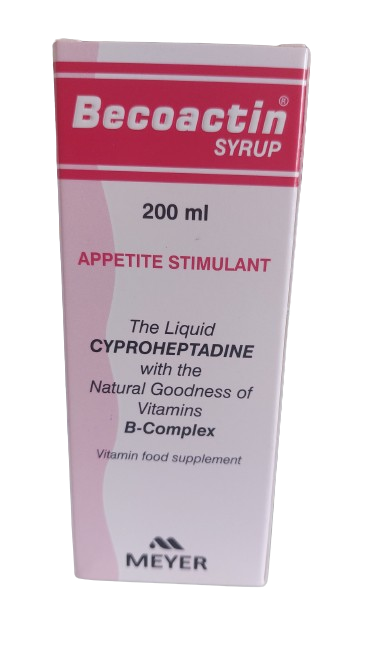 Becoactin®
SYRUP
200 ml
APPETITE STIMULANT
The Liquid
CYPROHEPTADINE
with the
Natural Goodness of
Vitamins
B-Complex
Vitamin food supplement
MEYER